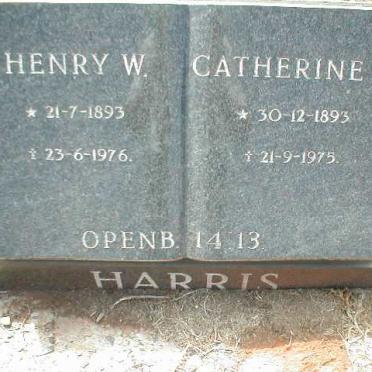 HENRY W. CATHERINE
★ 21-7-1893 ★ 30-12-1893
† 23-6-1976. † 21-9-1975.
OPENB. 14:13
HARRIS